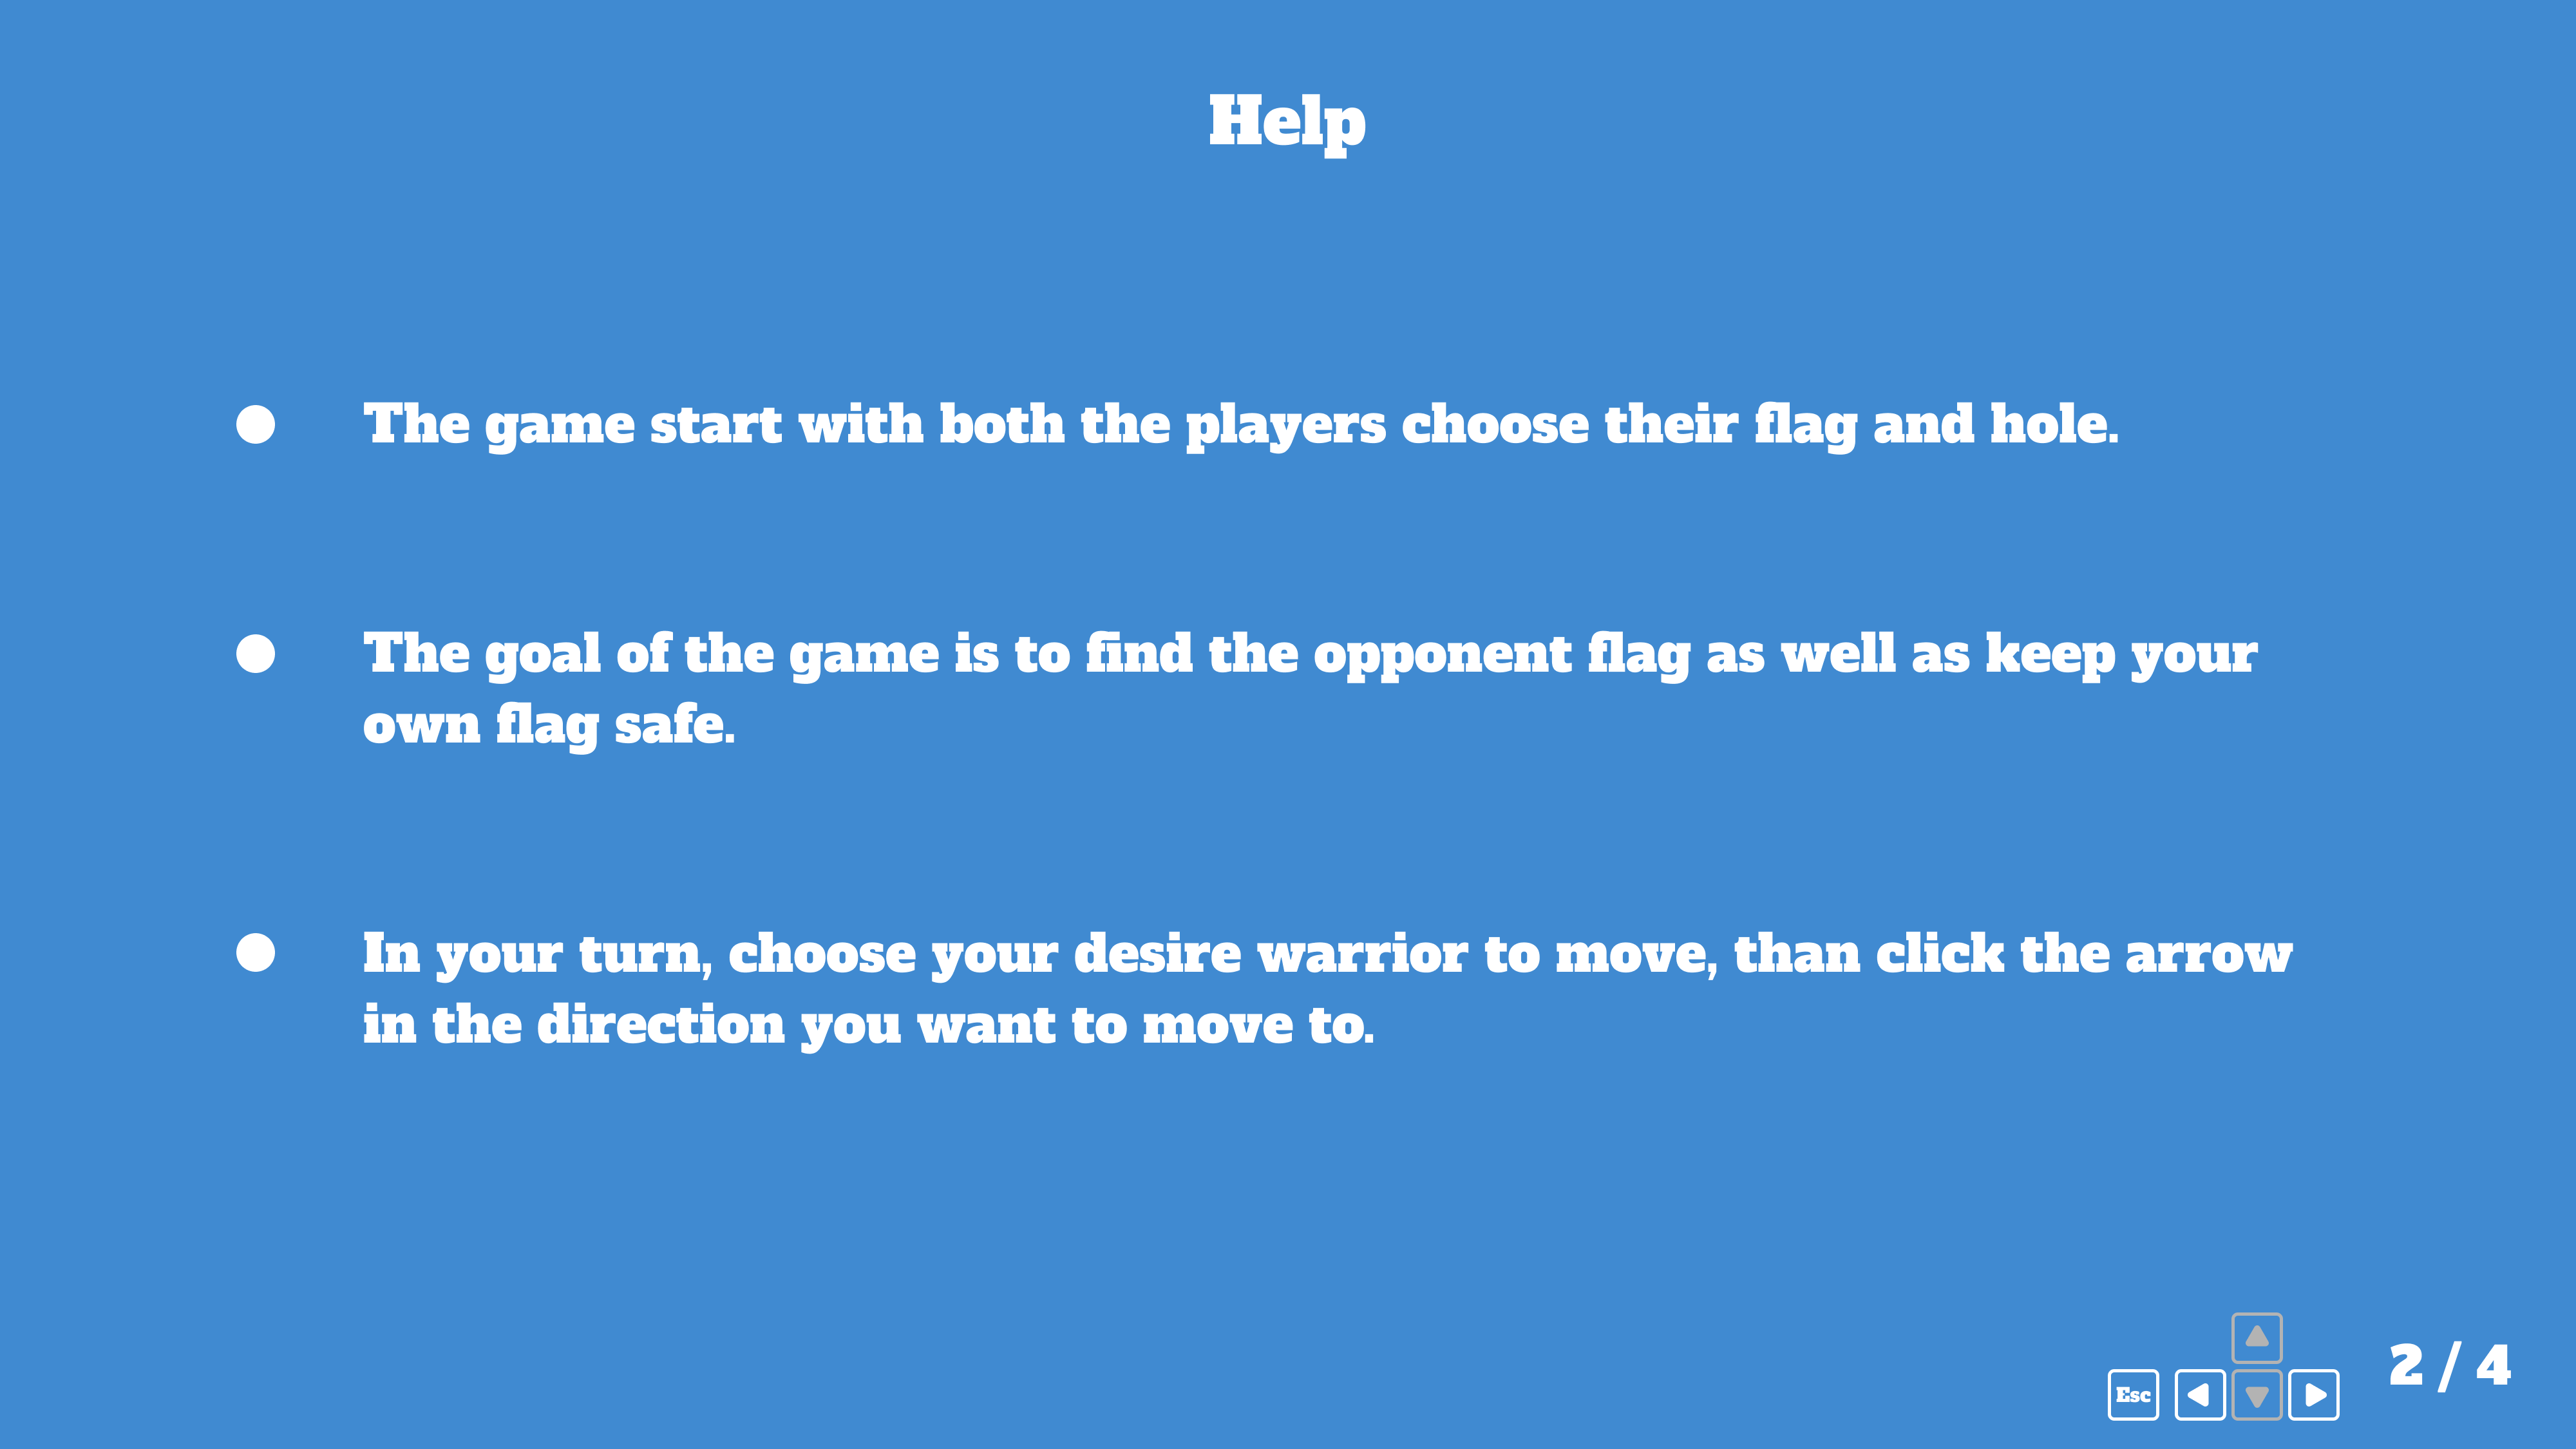 Help
The game start with both the players choose their flag and hole.
The goal of the game is to find the opponent flag as well as keep your
own flag safe.
In your turn, choose your desire warrior to move, than click the arrow
in the direction you want to move to.
Esc
2 / 4